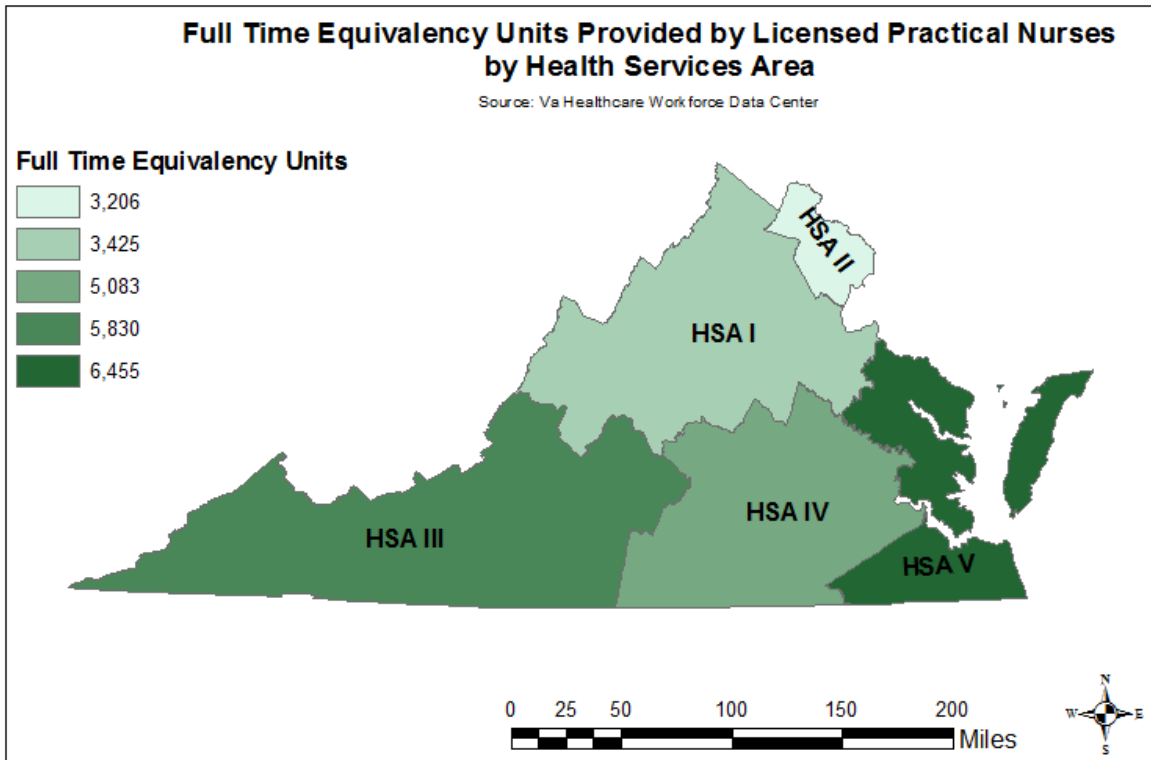 Full Time Equivalency Units Provided by Licensed Practical Nurses
by Health Services Area
Source: Va Healthcare Workforce Data Center
Full Time Equivalency Units
3,206
3,425
5,083
5,830
6,455
HSA II
HSA I
HSA IV
HSA III
HSA V
0 25 50 100 150 200
Miles
N
W E
S